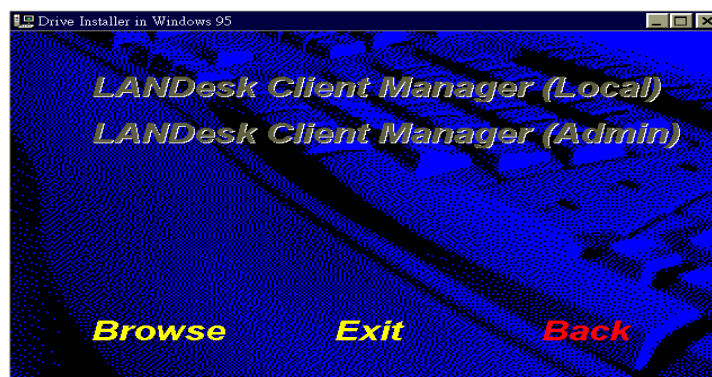 Drive Installer in Windows 95
LANDesk Client Manager (Local)
LANDesk Client Manager (Admin)
Browse Exit Back